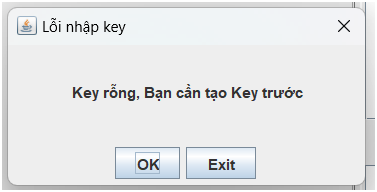 Lỗi nhập key
Key rỗng, Bạn cần tạo Key trước
OK
Exit